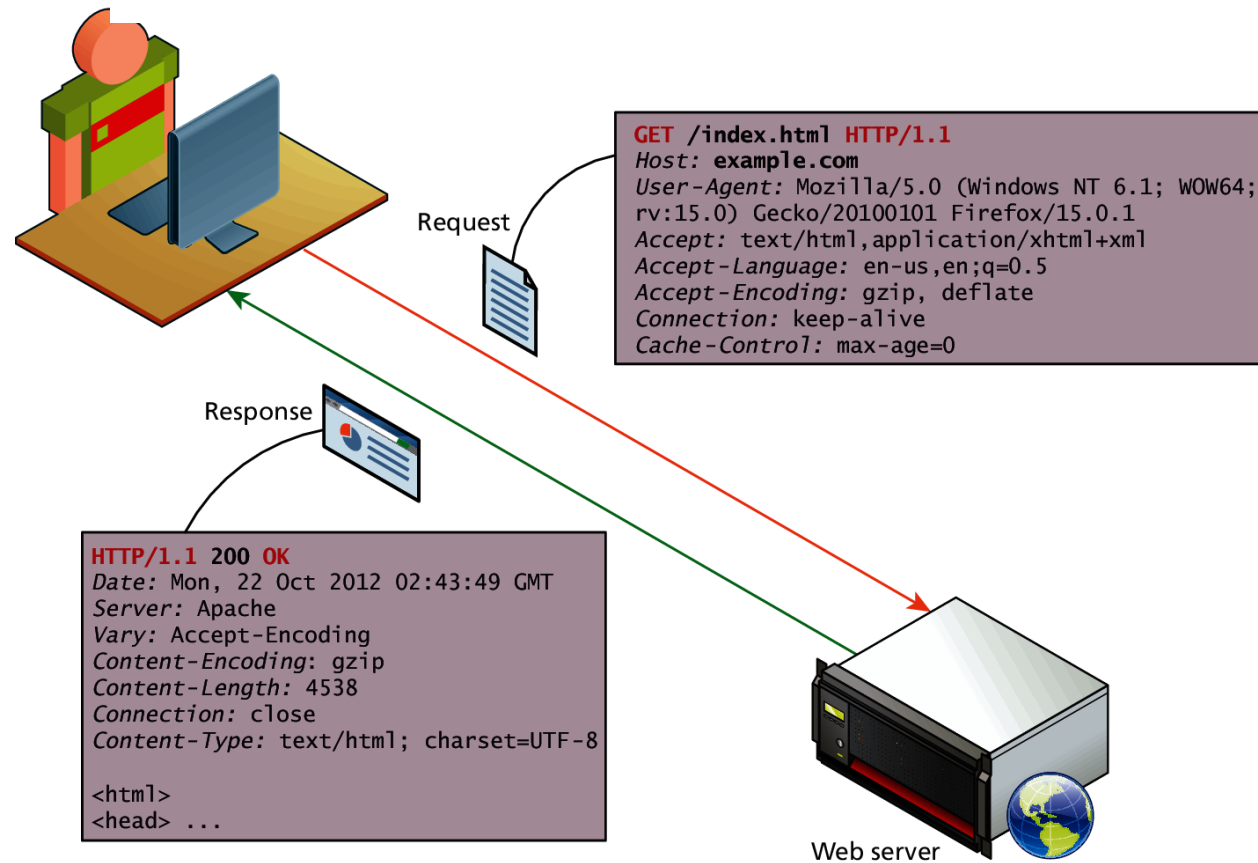 GET /index.html HTTP/1.1
Host: example.com
User-Agent: Mozilla/5.0 (Windows NT 6.1; WOW64;
rv:15.0) Gecko/20100101 Firefox/15.0.1
Accept: text/html,application/xhtml+xml
Accept-Language: en-us,en;q=0.5
Accept-Encoding: gzip, deflate
Connection: keep-alive
Cache-Control: max-age=0
Request
Response
HTTP/1.1 200 OK
Date: Mon, 22 Oct 2012 02:43:49 GMT
Server: Apache
Vary: Accept-Encoding
Content-Encoding: gzip
Content-Length: 4538
Connection: close
Content-Type: text/html; charset=UTF-8
<html>
<head> ...
Web server